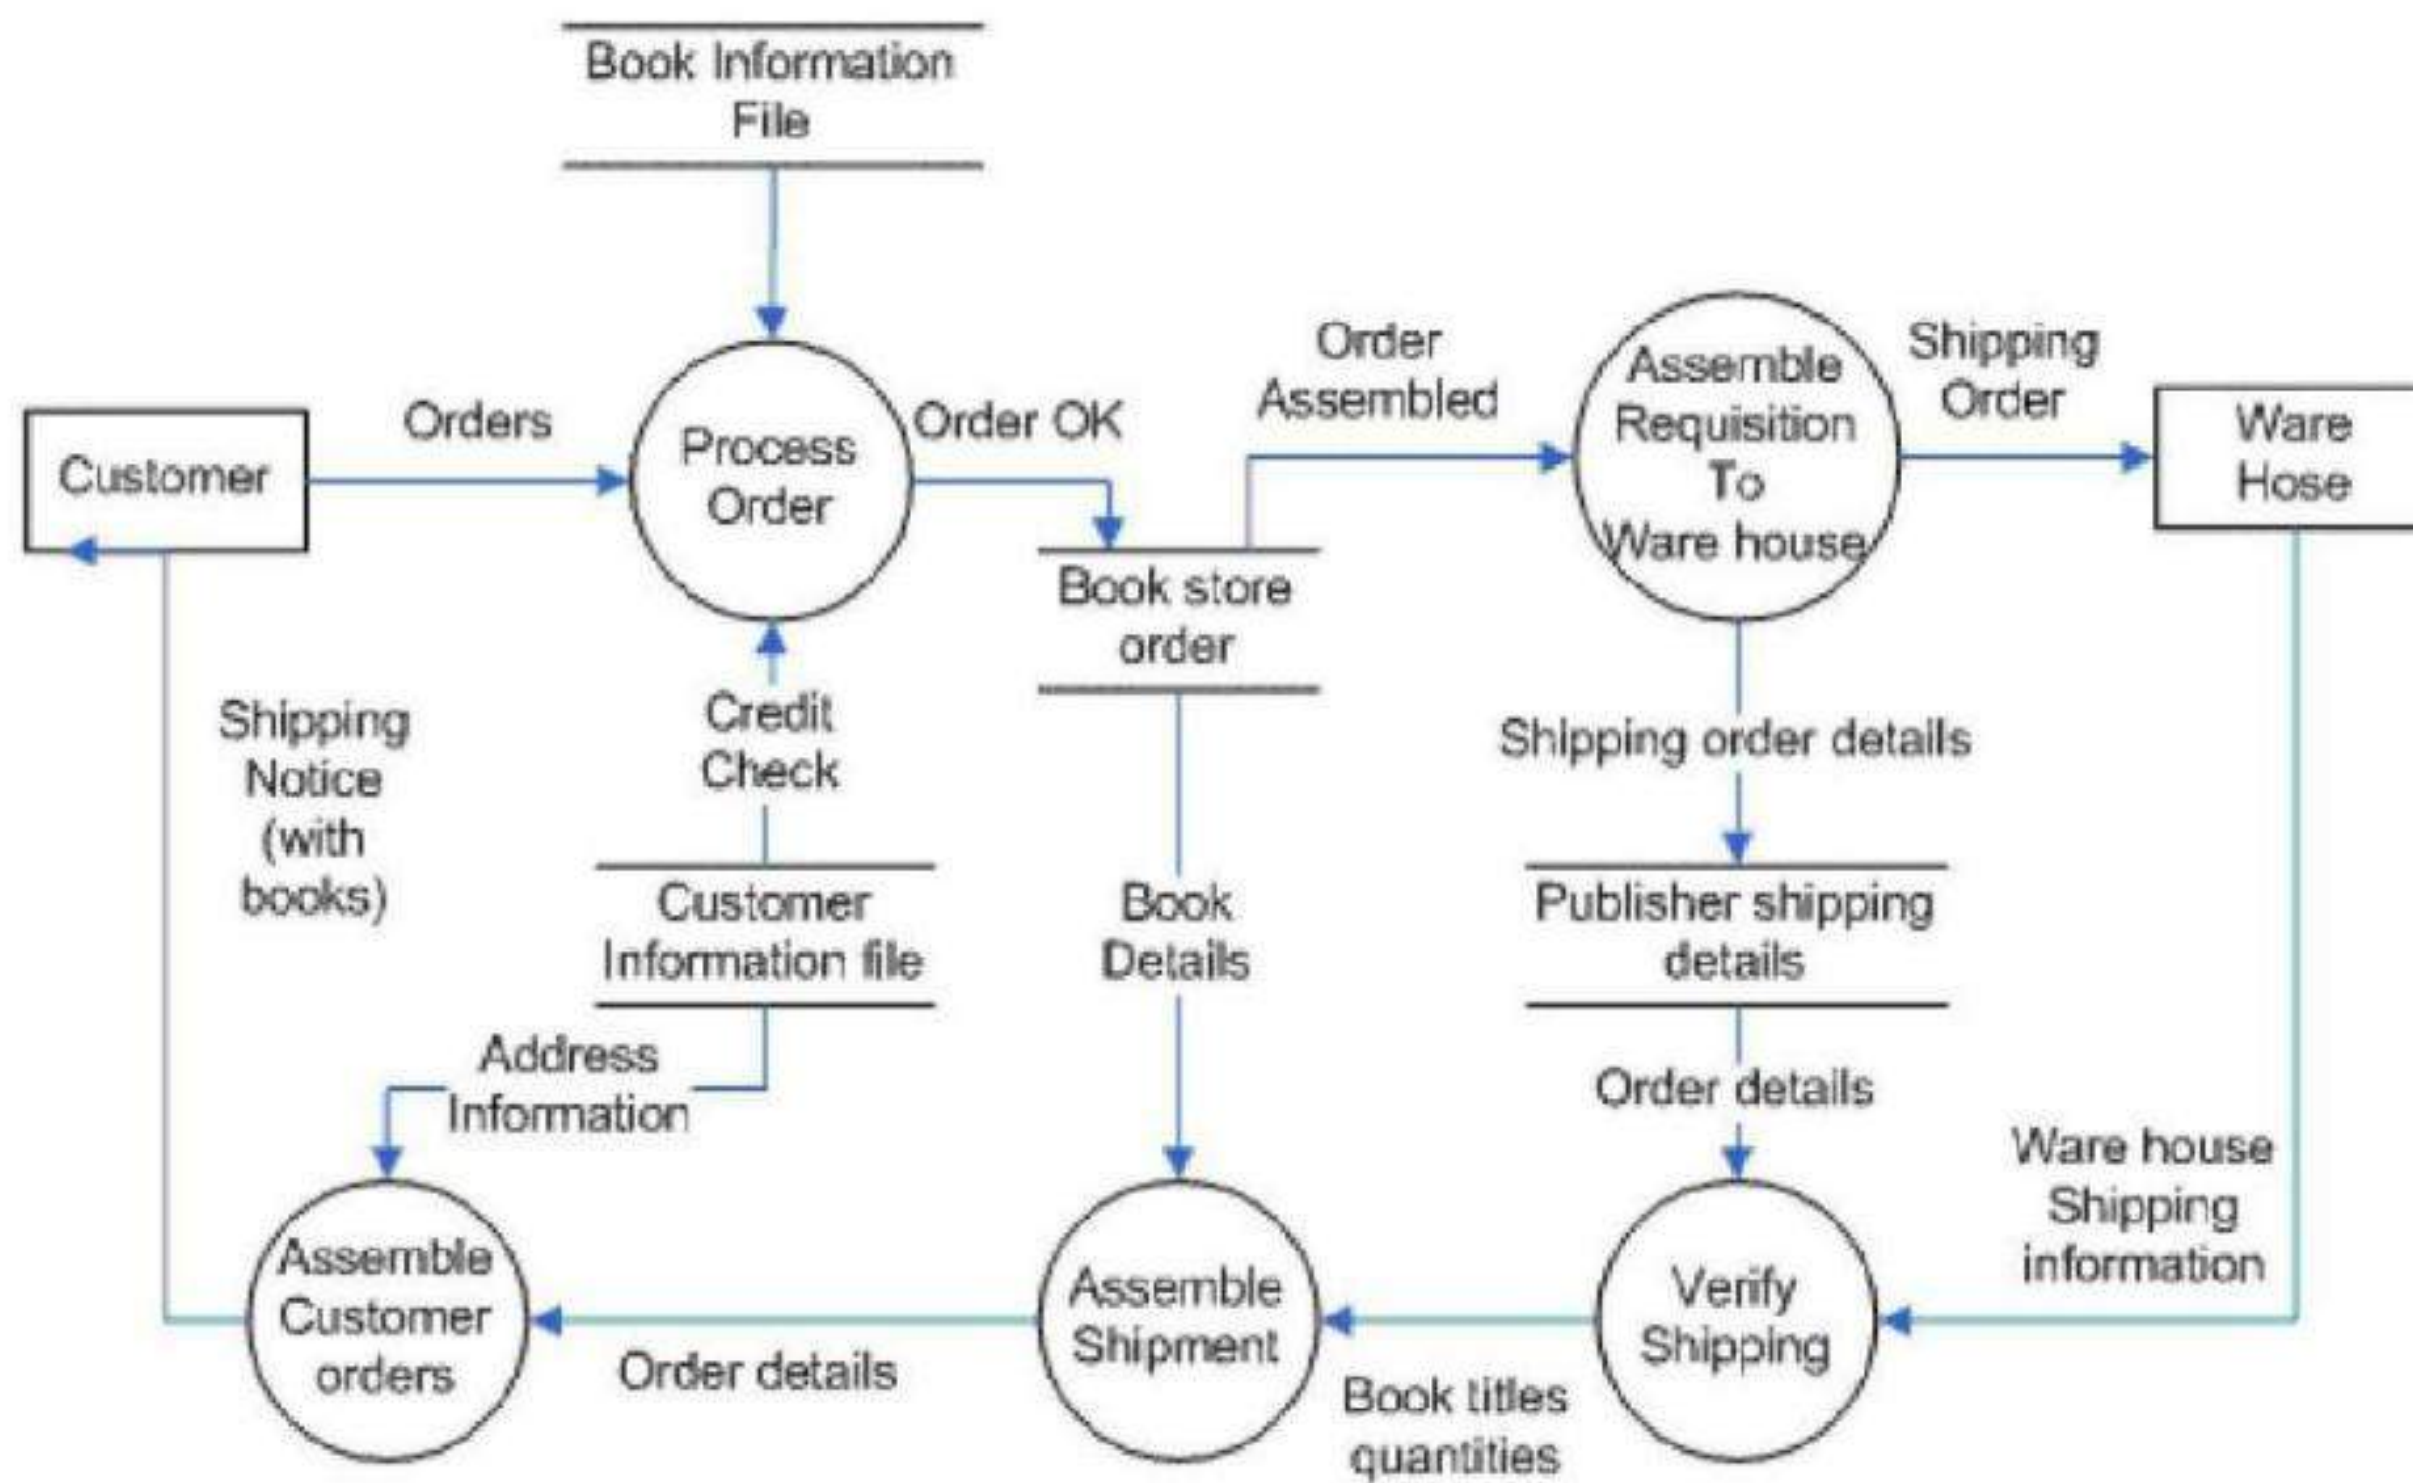 Book Information
File
Orders
Customer
Process
Order
Order OK
Order
Assembled
Assemble
Requisition
To
Ware house
Shipping
Order
Ware
Hose
Book store
order
Shipping
Notice
(with
books)
Credit
Check
Shipping order details
Customer
Information file
Book
Details
Publisher shipping
details
Address
Information
Order details
Ware house
Shipping
information
Assemble
Customer
orders
Order details
Assemble
Shipment
Book titles
quantities
Verify
Shipping